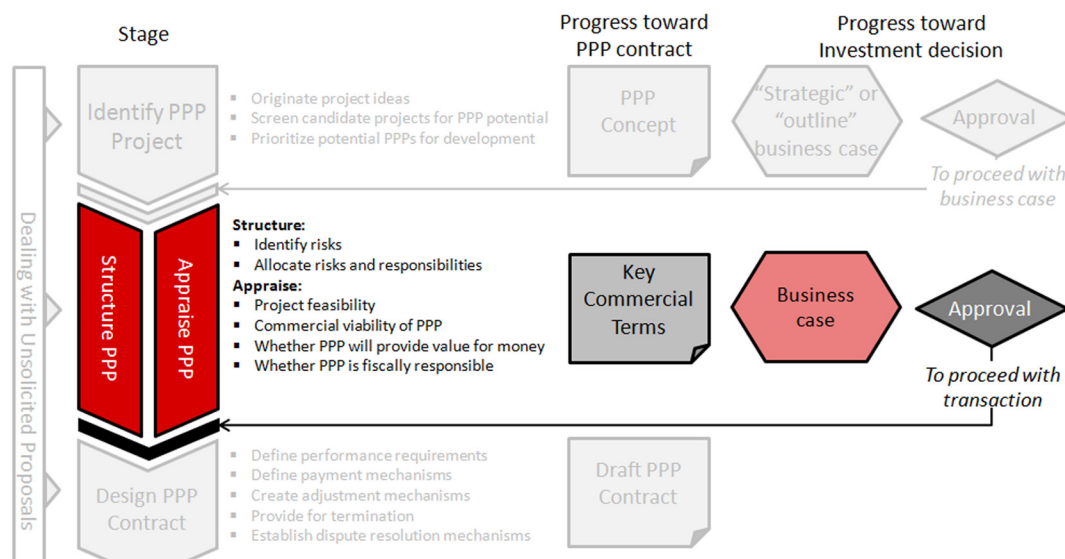 Stage
Progress toward
PPP contract
Progress toward
Investment decision
Dealing with Unsolicited Proposals
Identify PPP
Project
▪ Originate project ideas
▪ Screen candidate projects for PPP potential
▪ Prioritize potential PPPs for development
PPP
Concept
“Strategic” or
“outline”
business case
Approval
To proceed with
business case
Structure PPP
Appraise PPP
Structure:
▪ Identify risks
▪ Allocate risks and responsibilities
Appraise:
▪ Project feasibility
▪ Commercial viability of PPP
▪ Whether PPP will provide value for money
▪ Whether PPP is fiscally responsible
Key
Commercial
Terms
Business
case
Approval
To proceed with
transaction
Design PPP
Contract
▪ Define performance requirements
▪ Define payment mechanisms
▪ Create adjustment mechanisms
▪ Provide for termination
▪ Establish dispute resolution mechanisms
Draft PPP
Contract